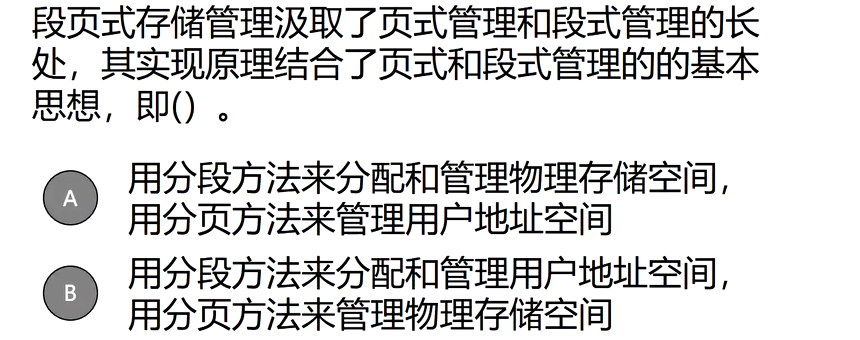 段页式存储管理汲取了页式管理和段式管理的长
处，其实现原理结合了页式和段式管理的的基本
思想，即()。
A
用分段方法来分配和管理物理存储空间，
用分页方法来管理用户地址空间
B
用分段方法来分配和管理用户地址空间，
用分页方法来管理物理存储空间